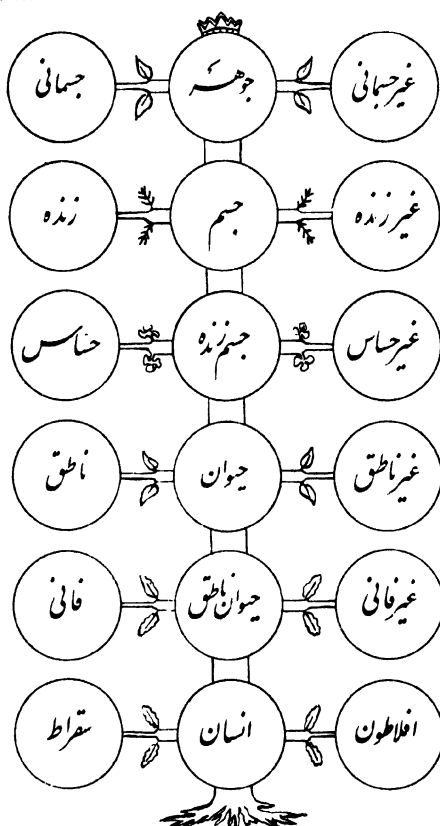 غیرجسمانی جوهر جسمانی
غیرزنده جسم زنده
غیرحساس جسم زنده حساس
غیرناطق حیوان ناطق
غیرفانی حیوان ناطق فانی
افلاطون انسان سقراط